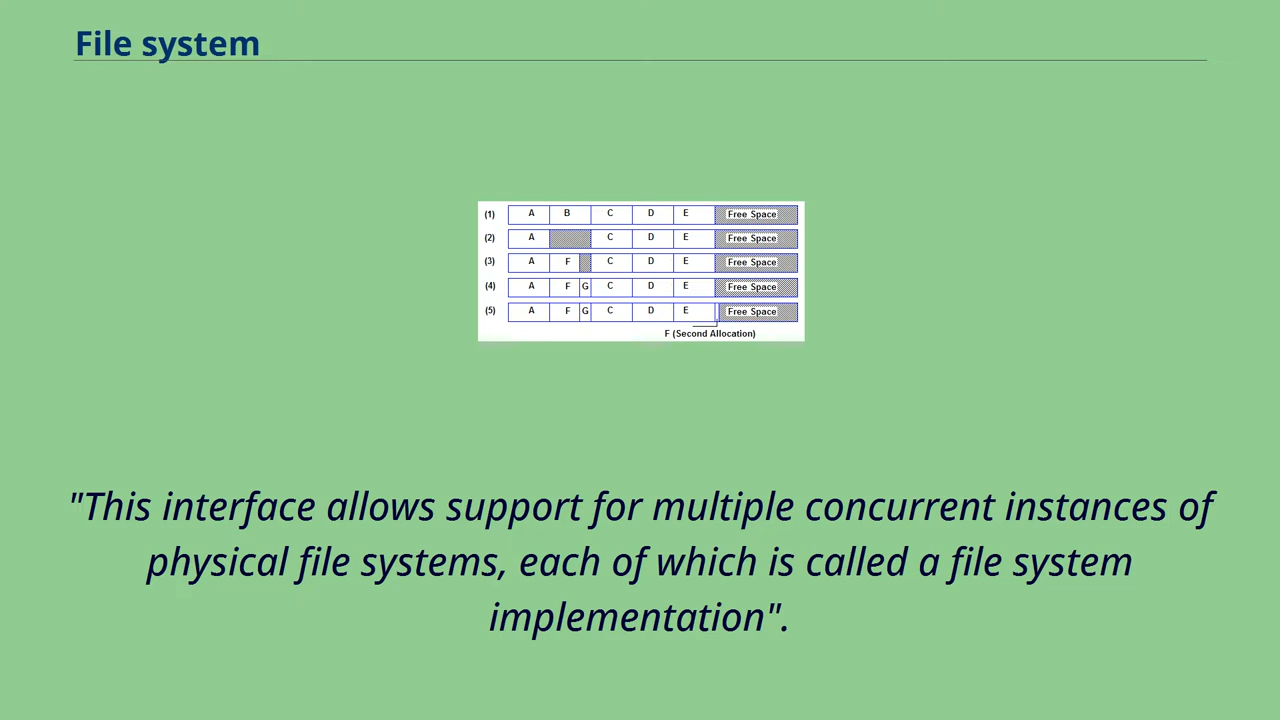 File system
(1) A B C D E Free Space
(2) A C D E Free Space
(3) A F C D E Free Space
(4) A F G C D E Free Space
(5) A F G C D E Free Space
F (Second Allocation)
"This interface allows support for multiple concurrent instances of
physical file systems, each of which is called a file system
implementation".